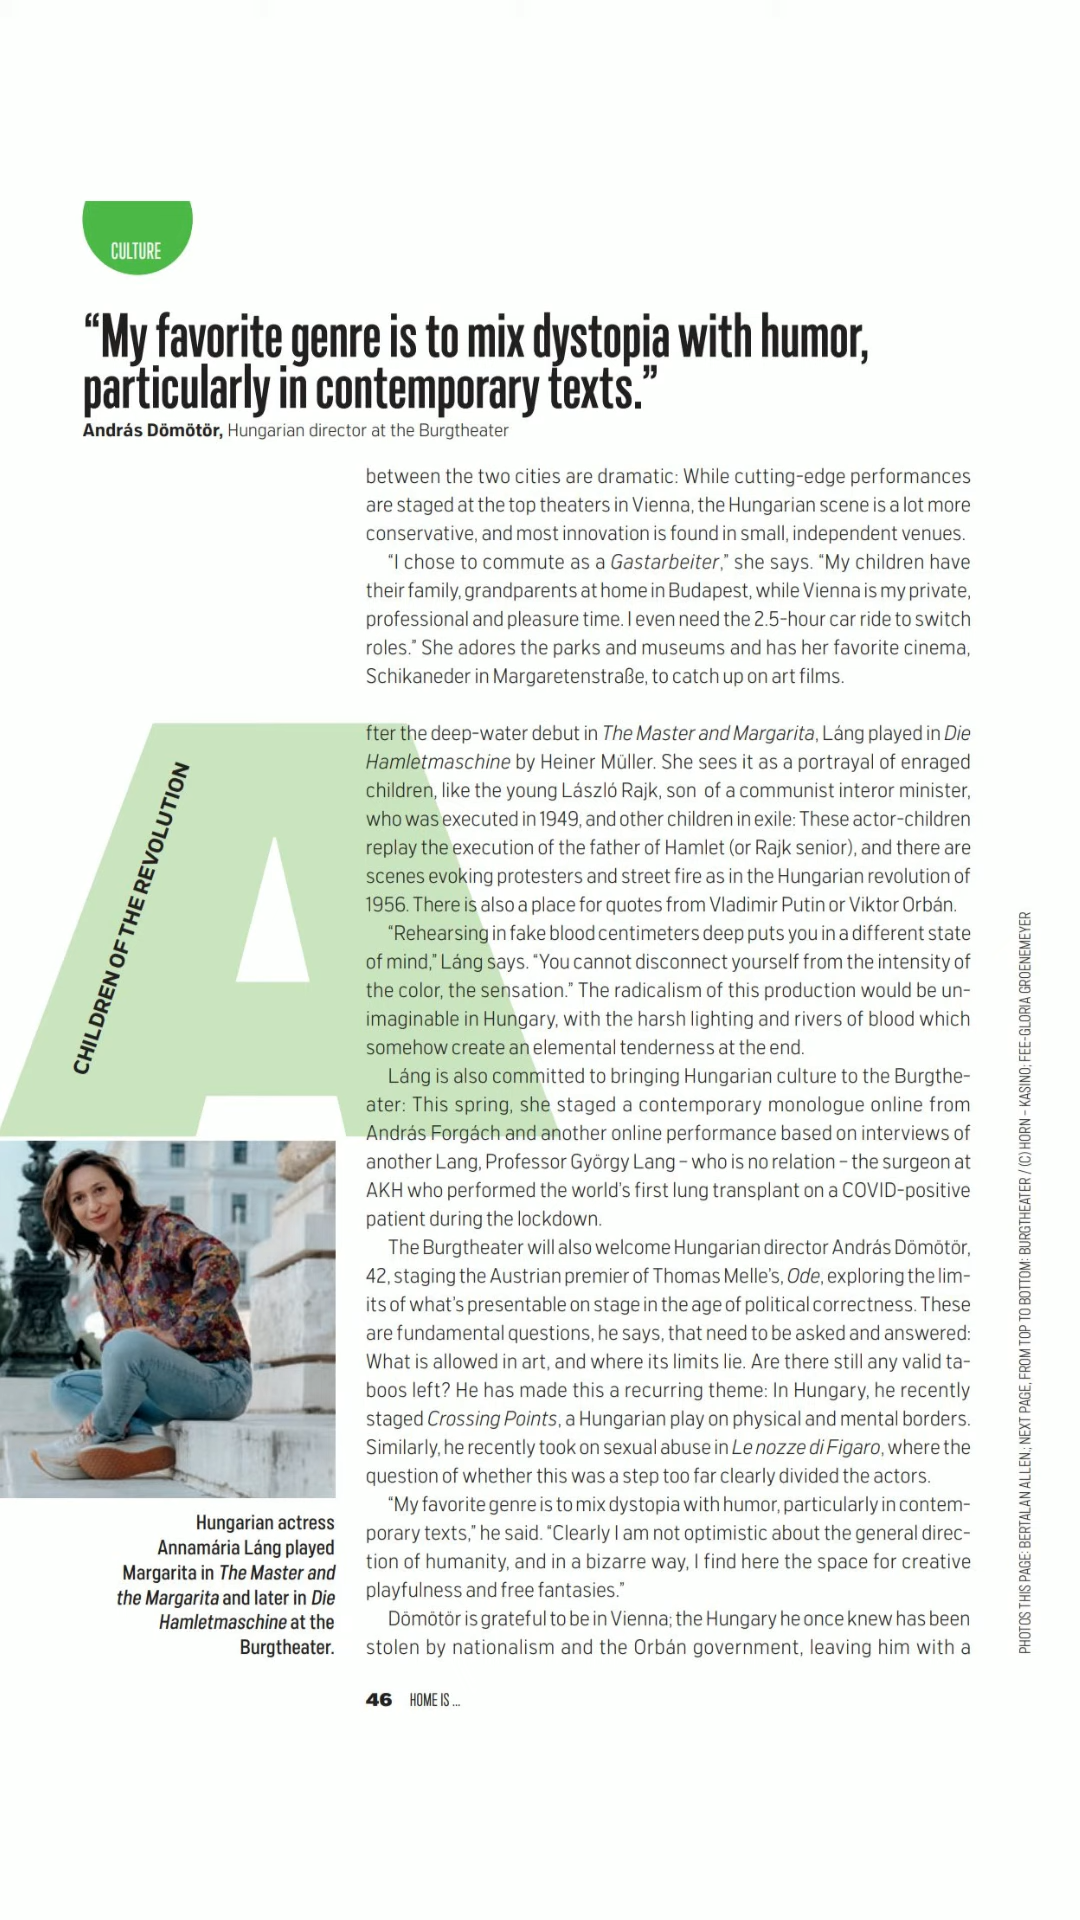 CULTURE
“My favorite genre is to mix dystopia with humor,
particularly in contemporary texts.”
András Dömötör, Hungarian director at the Burgtheater
between the two cities are dramatic: While cutting-edge performances
are staged at the top theaters in Vienna, the Hungarian scene is a lot more
conservative, and most innovation is found in small, independent venues.
“I chose to commute as a Gastarbeiter,” she says. “My children have
their family, grandparents at home in Budapest, while Vienna is my private,
professional and pleasure time. I even need the 2.5-hour car ride to switch
roles.” She adores the parks and museums and has her favorite cinema,
Schikaneder in Margaretenstraße, to catch up on art films.
CHILDREN OF THE REVOLUTION
A
fter the deep-water debut in The Master and Margarita, Láng played in Die
Hamletmaschine by Heiner Müller. She sees it as a portrayal of enraged
children, like the young László Rajk, son of a communist interor minister,
who was executed in 1949, and other children in exile: These actor-children
replay the execution of the father of Hamlet (or Rajk senior), and there are
scenes evoking protesters and street fire as in the Hungarian revolution of
1956. There is also a place for quotes from Vladimir Putin or Viktor Orbán.
“Rehearsing in fake blood centimeters deep puts you in a different state
of mind,” Láng says. “You cannot disconnect yourself from the intensity of
the color, the sensation.” The radicalism of this production would be un-
imaginable in Hungary, with the harsh lighting and rivers of blood which
somehow create an elemental tenderness at the end.
Láng is also committed to bringing Hungarian culture to the Burgthe-
ater: This spring, she staged a contemporary monologue online from
András Forgách and another online performance based on interviews of
another Lang, Professor György Lang – who is no relation – the surgeon at
AKH who performed the world’s first lung transplant on a COVID-positive
patient during the lockdown.
The Burgtheater will also welcome Hungarian director András Dömötör,
42, staging the Austrian premier of Thomas Melle’s, Ode, exploring the lim-
its of what’s presentable on stage in the age of political correctness. These
are fundamental questions, he says, that need to be asked and answered:
What is allowed in art, and where its limits lie. Are there still any valid ta-
boos left? He has made this a recurring theme: In Hungary, he recently
staged Crossing Points, a Hungarian play on physical and mental borders.
Similarly, he recently took on sexual abuse in Le nozze di Figaro, where the
question of whether this was a step too far clearly divided the actors.
“My favorite genre is to mix dystopia with humor, particularly in contem-
porary texts,” he said. “Clearly I am not optimistic about the general direc-
tion of humanity, and in a bizarre way, I find here the space for creative
playfulness and free fantasies.”
Dömötör is grateful to be in Vienna; the Hungary he once knew has been
stolen by nationalism and the Orbán government, leaving him with a
Hungarian actress
Annamária Láng played
Margarita in The Master and
the Margarita and later in Die
Hamletmaschine at the
Burgtheater.
PHOTOS THIS PAGE: BERTALAN ALLEN; NEXT PAGE, FROM TOP TO BOTTOM: BURGTHEATER / (C) HORN – KASINO; FEE-GLORIA GROENEMEYER
46 HOME IS ...